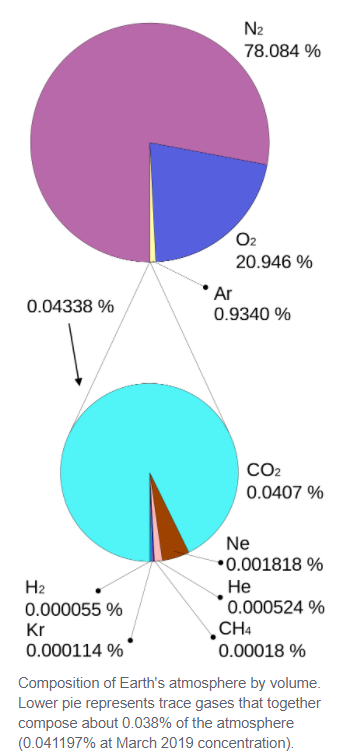 N₂
78.084 %
O₂
20.946 %
Ar
0.9340 %
0.04338 %
CO₂
0.0407 %
Ne
0.001818 %
He
0.000524 %
CH₄
0.00018 %
H₂
0.000055 %
Kr
0.000114 %
Composition of Earth's atmosphere by volume.
Lower pie represents trace gases that together
compose about 0.038% of the atmosphere
(0.041197% at March 2019 concentration).